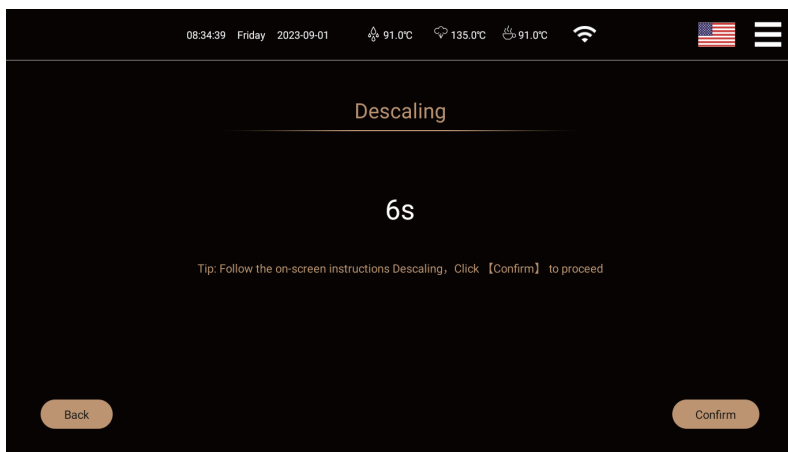 08:34:39 Friday 2023-09-01 91.0℃ 135.0℃ 91.0℃
Descaling
6s
Tip: Follow the on-screen instructions Descaling，Click 【Confirm】 to proceed
Back
Confirm